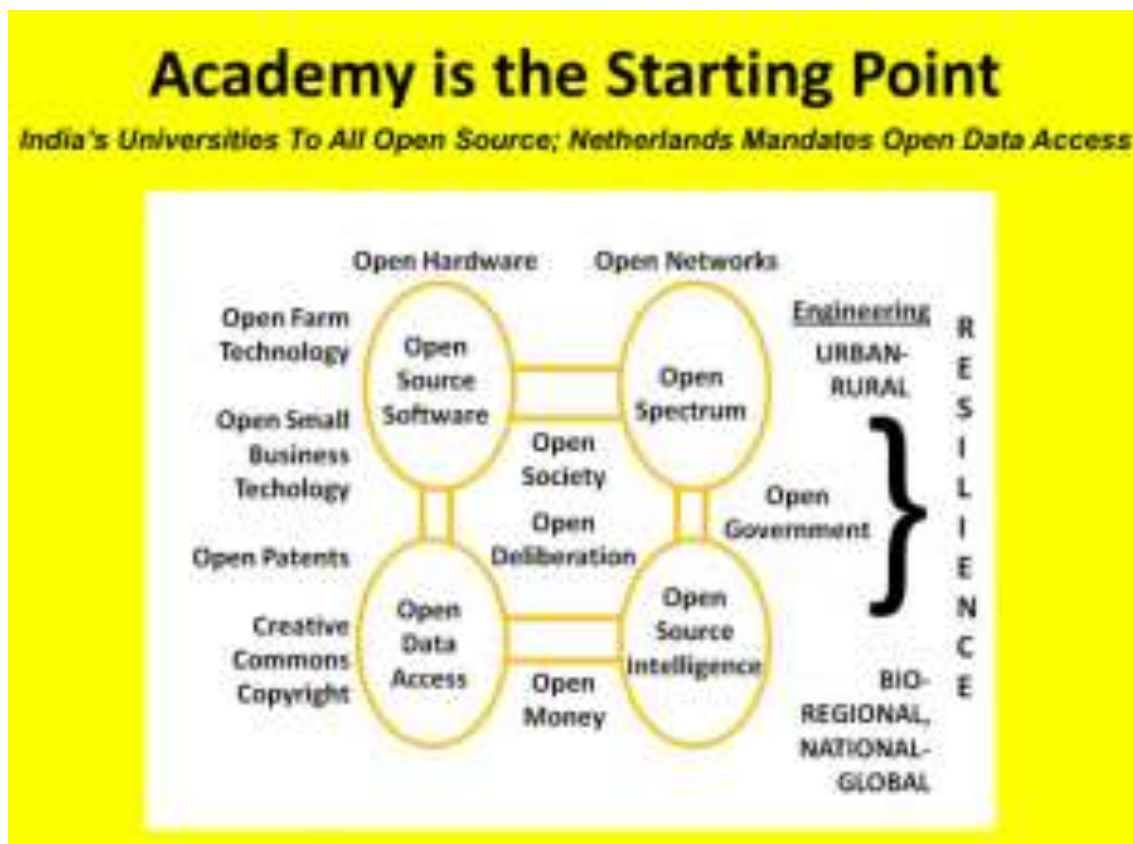 Academy is the Starting Point
India's Universities To All Open Source; Netherlands Mandates Open Data Access
Open Hardware
Open Networks
Open Farm
Technology
Open Small
Business
Techology
Open Patents
Creative
Commons
Copyright
Open
Source
Software
Open
Spectrum
Open
Society
Open
Deliberation
Open
Government
Open
Data
Access
Open
Source
Intelligence
Open
Money
Engineering
URBAN-
RURAL
}
BIO-
REGIONAL,
NATIONAL-
GLOBAL
RESILIENCE